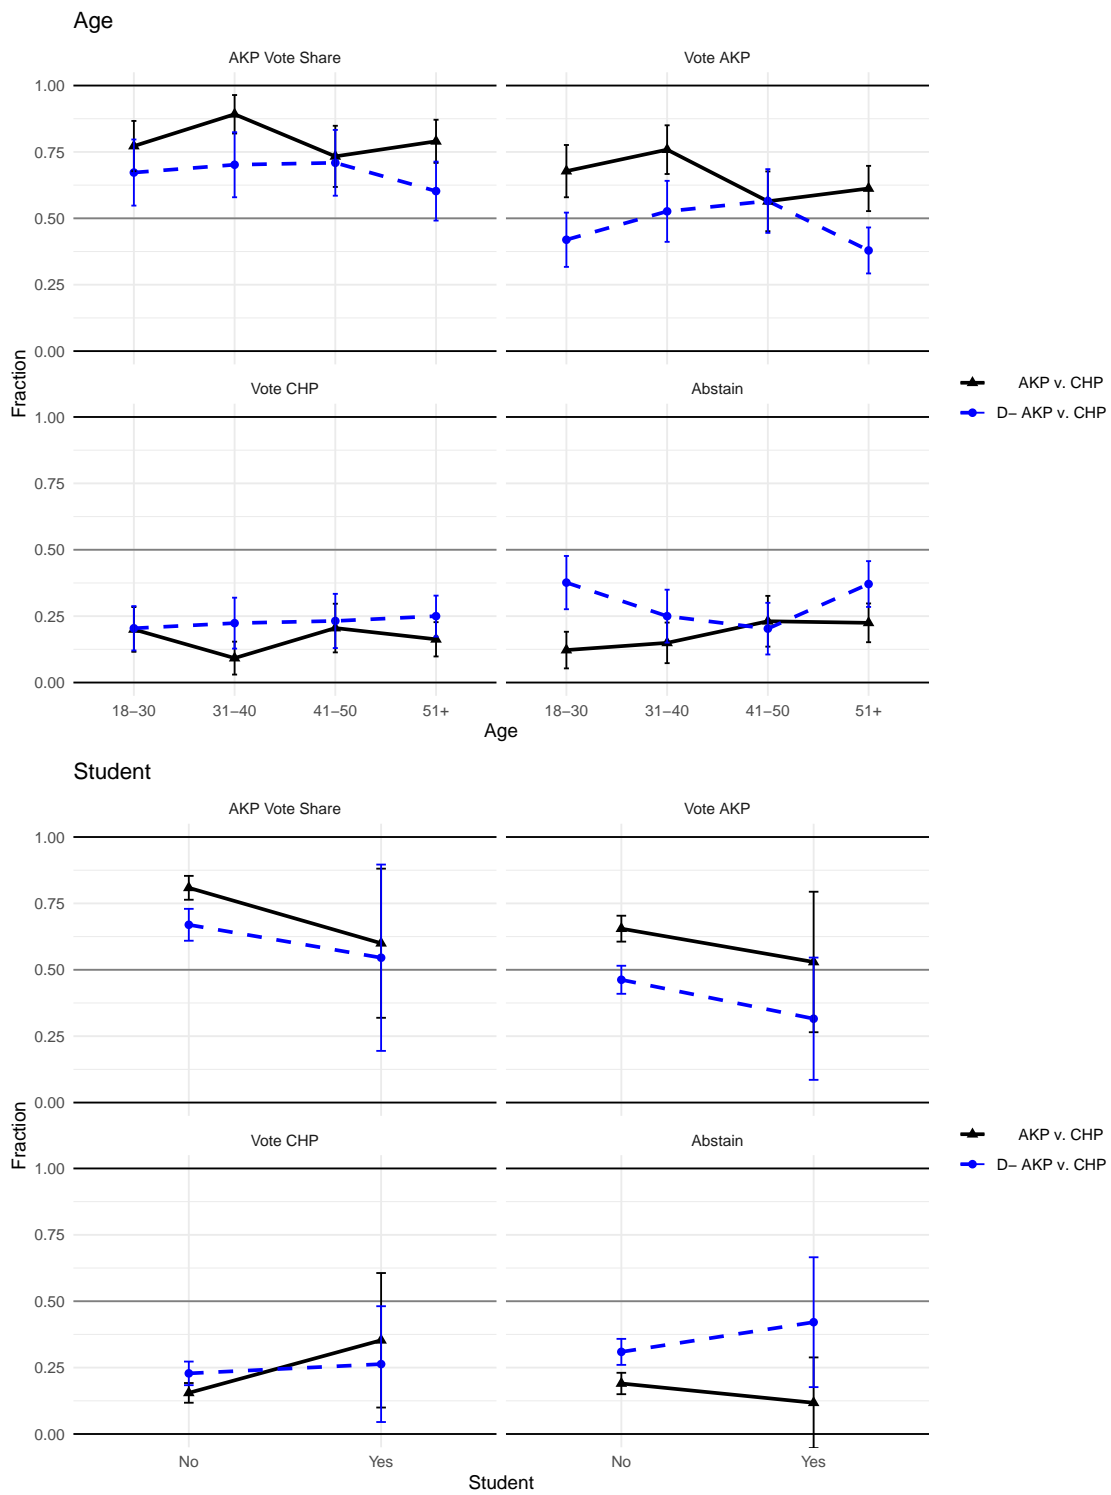 Age
AKP Vote Share
Vote AKP
1.00
0.75
0.50
0.25
0.00
Vote CHP
Abstain
1.00
0.75
0.50
0.25
0.00
18−30
31−40
41−50
51+
18−30
31−40
41−50
51+
Age
Fraction
AKP v. CHP
D− AKP v. CHP
Student
AKP Vote Share
Vote AKP
1.00
0.75
0.50
0.25
0.00
Vote CHP
Abstain
1.00
0.75
0.50
0.25
0.00
No
Yes
No
Yes
Student
Fraction
AKP v. CHP
D− AKP v. CHP